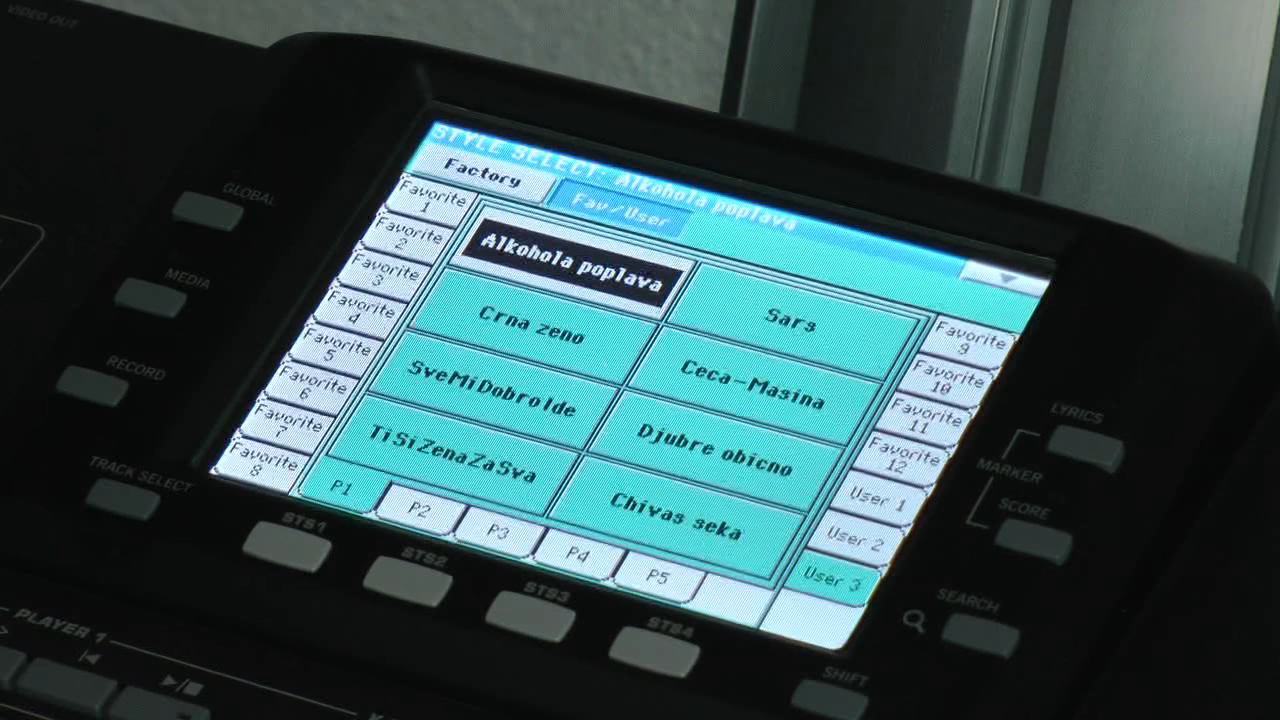 VIDEO OUT
STYLE SELECT: Alkohola poplava
Factory
Fav/User
Favorite 1
Favorite 2
Favorite 3
Favorite 4
Favorite 5
Favorite 6
Favorite 7
Favorite 8
Alkohola poplava
Sars
Crna zeno
Ceca-Masina
SveMiDobroIde
Djubre obicno
TiSiZenaZaSva
Chivas seka
Favorite 9
Favorite 10
Favorite 11
Favorite 12
User 1
User 2
User 3
P1
P2
P3
P4
P5
GLOBAL
MEDIA
RECORD
TRACK SELECT
STS1
STS2
STS3
STS4
LYRICS
MARKER
SCORE
SEARCH
SHIFT
PLAYER 1